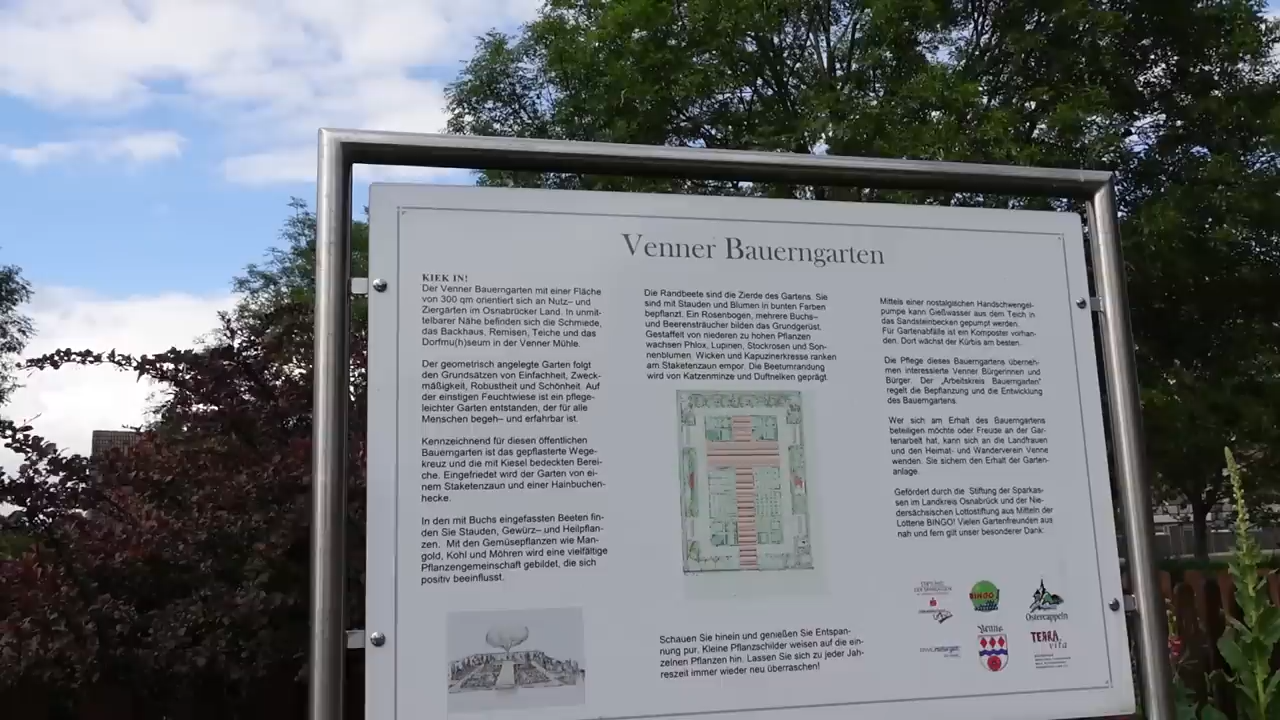 Venner Bauerngarten
KIEK IN!
Der Venner Bauerngarten mit einer Fläche
von 300 qm orientiert sich an Nutz– und
Ziergärten im Osnabrücker Land. In unmit-
telbarer Nähe befinden sich die Schmiede,
das Backhaus, Remisen, Teiche und das
Dorfmu(h)seum in der Venner Mühle.
Der geometrisch angelegte Garten folgt
den Grundsätzen von Einfachheit, Zweck-
mäßigkeit, Robustheit und Schönheit. Auf
der einstigen Feuchtwiese ist ein pflege-
leichter Garten entstanden, der für alle
Menschen begeh– und erfahrbar ist.
Kennzeichnend für diesen öffentlichen
Bauerngarten ist das gepflasterte Wege-
kreuz und die mit Kiesel bedeckten Berei-
che. Eingefriedet wird der Garten von ei-
nem Staketenzaun und einer Hainbuchen-
hecke.
In den mit Buchs eingefassten Beeten fin-
den Sie Stauden, Gewürz– und Heilpflan-
zen. Mit den Gemüsepflanzen wie Man-
gold, Kohl und Möhren wird eine vielfältige
Pflanzengemeinschaft gebildet, die sich
positiv beeinflusst.
Die Randbeete sind die Zierde des Gartens. Sie
sind mit Stauden und Blumen in bunten Farben
bepflanzt. Ein Rosenbogen, mehrere Buchs–
und Beerensträucher bilden das Grundgerüst.
Gestaffelt von niederen zu hohen Pflanzen
wachsen Phlox, Lupinen, Stockrosen und Son-
nenblumen. Wicken und Kapuzinerkresse ranken
am Staketenzaun empor. Die Beetumrandung
wird von Katzenminze und Duftnelken geprägt.
Schauen Sie hinein und genießen Sie Entspan-
nung pur. Kleine Pflanzschilder weisen auf die ein-
zelnen Pflanzen hin. Lassen Sie sich zu jeder Jah-
reszeit immer wieder neu überraschen!
Mittels einer nostalgischen Handschwengel-
pumpe kann Gießwasser aus dem Teich in
das Sandsteinbecken gepumpt werden.
Für Gartenabfälle ist ein Komposter vorhan-
den. Dort wächst der Kürbis am besten.
Die Pflege dieses Bauerngartens überneh-
men interessierte Venner Bürgerinnen und
Bürger. Der „Arbeitskreis Bauerngarten"
regelt die Bepflanzung und die Entwicklung
des Bauerngartens.
Wer sich am Erhalt des Bauerngartens
beteiligen möchte oder Freude an der Gar-
tenarbeit hat, kann sich an die Landfrauen
und den Heimat- und Wanderverein Venne
wenden. Sie sichern den Erhalt der Garten-
anlage.
Gefördert durch die Stiftung der Sparkas-
sen im Landkreis Osnabrück und der Nie-
dersächsischen Lottostiftung aus Mitteln der
Lotterie BINGO! Vielen Gartenfreunden aus
nah und fern gilt unser besonderer Dank.
BINGO
Ostercappeln
Venne
TERRA
vita